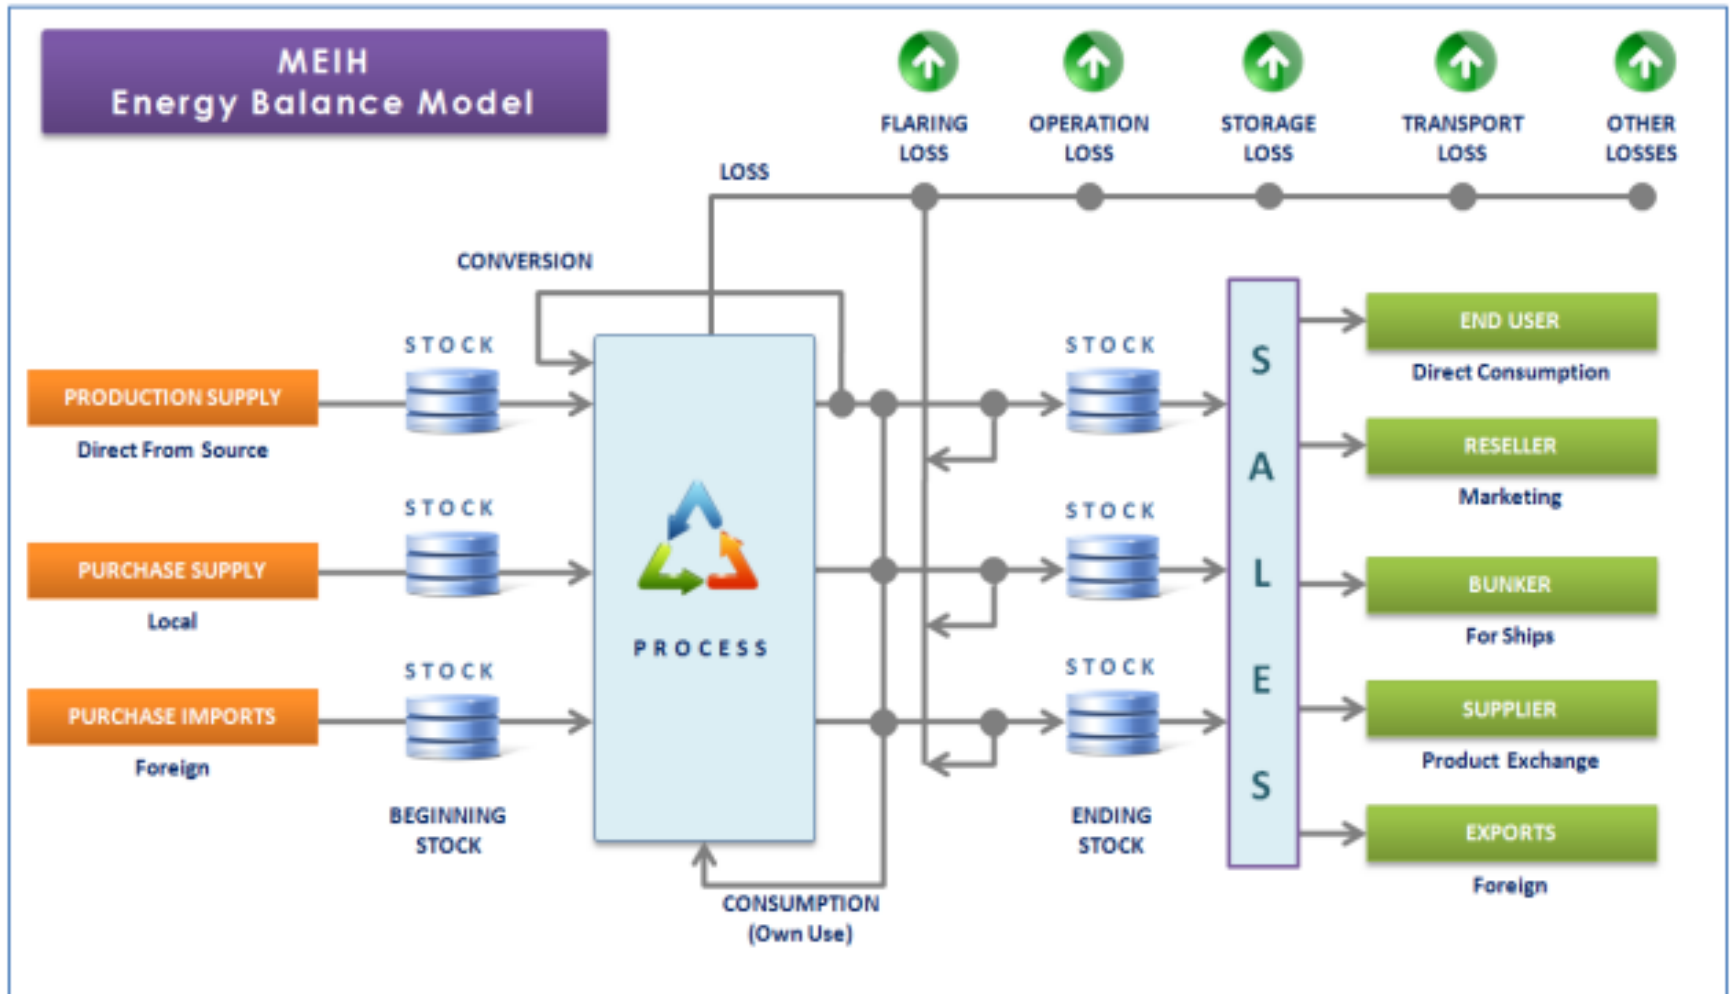 MEIH
Energy Balance Model
FLARING
LOSS
OPERATION
LOSS
STORAGE
LOSS
TRANSPORT
LOSS
OTHER
LOSSES
LOSS
CONVERSION
STOCK
PRODUCTION SUPPLY
Direct From Source
STOCK
PURCHASE SUPPLY
Local
STOCK
PURCHASE IMPORTS
Foreign
BEGINNING
STOCK
PROCESS
CONSUMPTION
(Own Use)
STOCK
STOCK
STOCK
ENDING
STOCK
SALES
END USER
Direct Consumption
RESELLER
Marketing
BUNKER
For Ships
SUPPLIER
Product Exchange
EXPORTS
Foreign